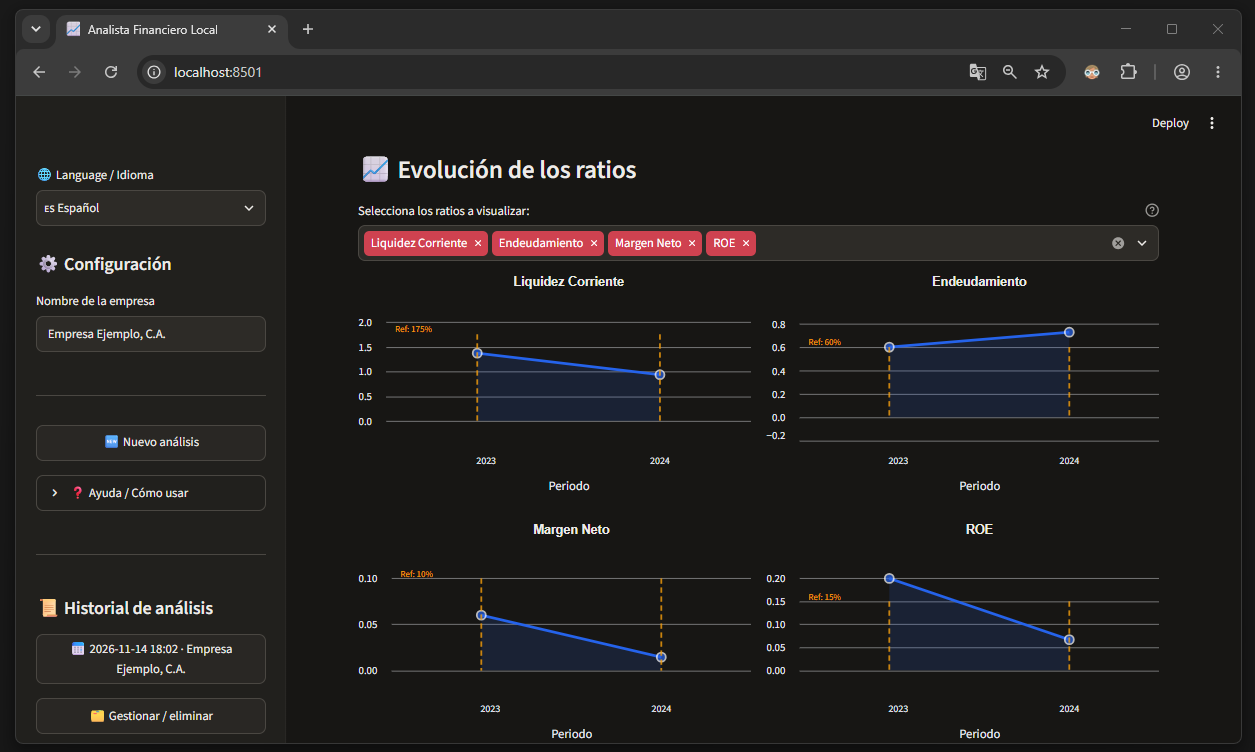 Analista Financiero Local
localhost:8501
Deploy
Language / Idioma
ES Español
Configuración
Nombre de la empresa
Empresa Ejemplo, C.A.
NEW Nuevo análisis
Ayuda / Cómo usar
Historial de análisis
2026-11-14 18:02 · Empresa
Ejemplo, C.A.
Gestionar / eliminar
Evolución de los ratios
Selecciona los ratios a visualizar:
Liquidez Corriente × Endeudamiento × Margen Neto × ROE ×
Liquidez Corriente
2.0
Ref: 175%
1.5
1.0
0.5
0.0
2023 2024
Periodo
Endeudamiento
0.8
Ref: 60%
0.6
0.4
0.2
0.0
−0.2
2023 2024
Periodo
Margen Neto
0.10
Ref: 10%
0.05
0.00
2023 2024
Periodo
ROE
0.20
0.15
Ref: 15%
0.10
0.05
0.00
2023 2024
Periodo